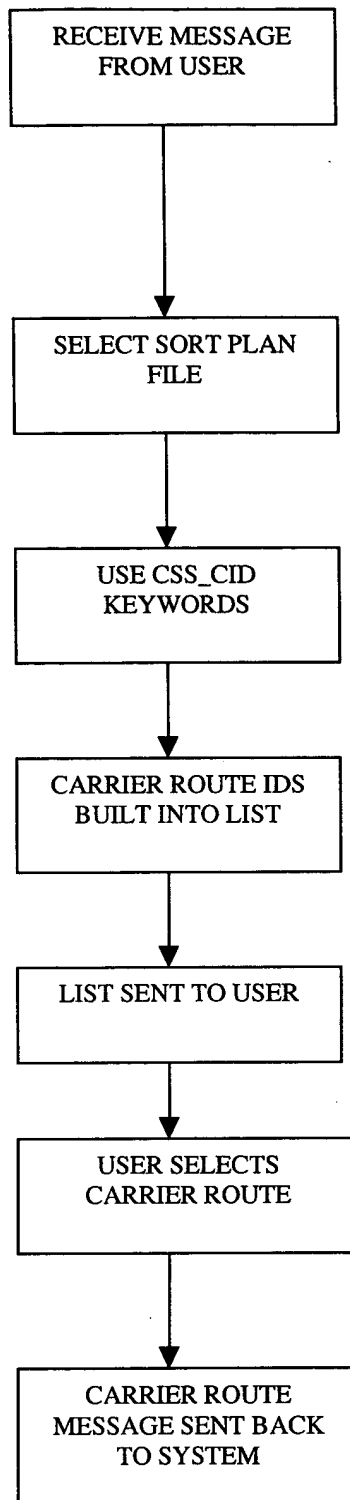 RECEIVE MESSAGE
FROM USER
SELECT SORT PLAN
FILE
USE CSS_CID
KEYWORDS
CARRIER ROUTE IDS
BUILT INTO LIST
LIST SENT TO USER
USER SELECTS
CARRIER ROUTE
CARRIER ROUTE
MESSAGE SENT BACK
TO SYSTEM